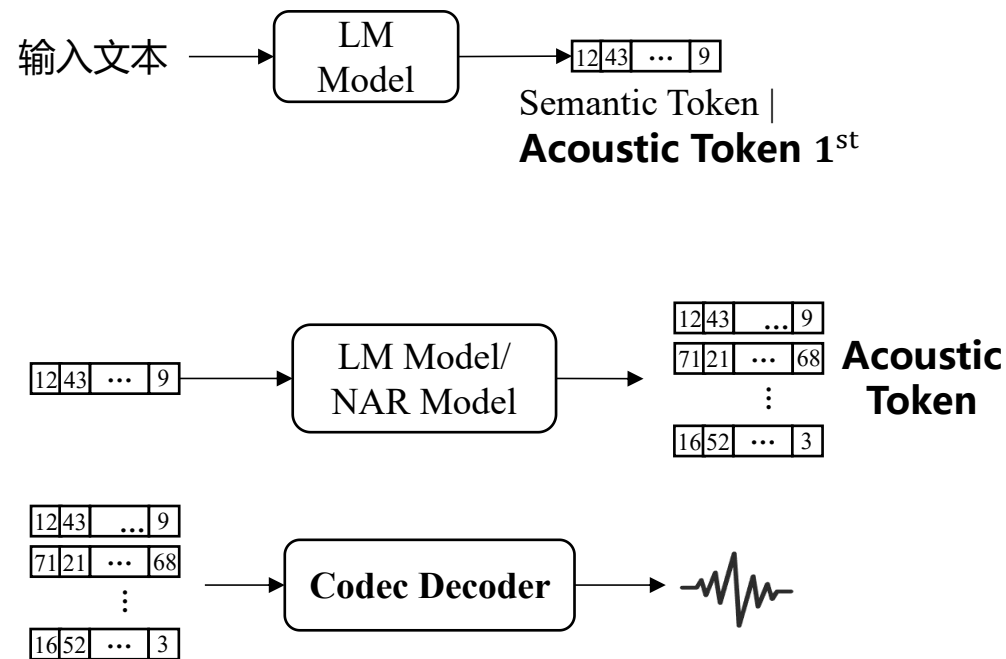 输入文本
LM
Model
12 43 ... 9
Semantic Token |
Acoustic Token 1st
12 43 ... 9
LM Model/
NAR Model
12 43 ... 9
71 21 ... 68
⋮
16 52 ... 3
Acoustic
Token
12 43 ... 9
71 21 ... 68
⋮
16 52 ... 3
Codec Decoder